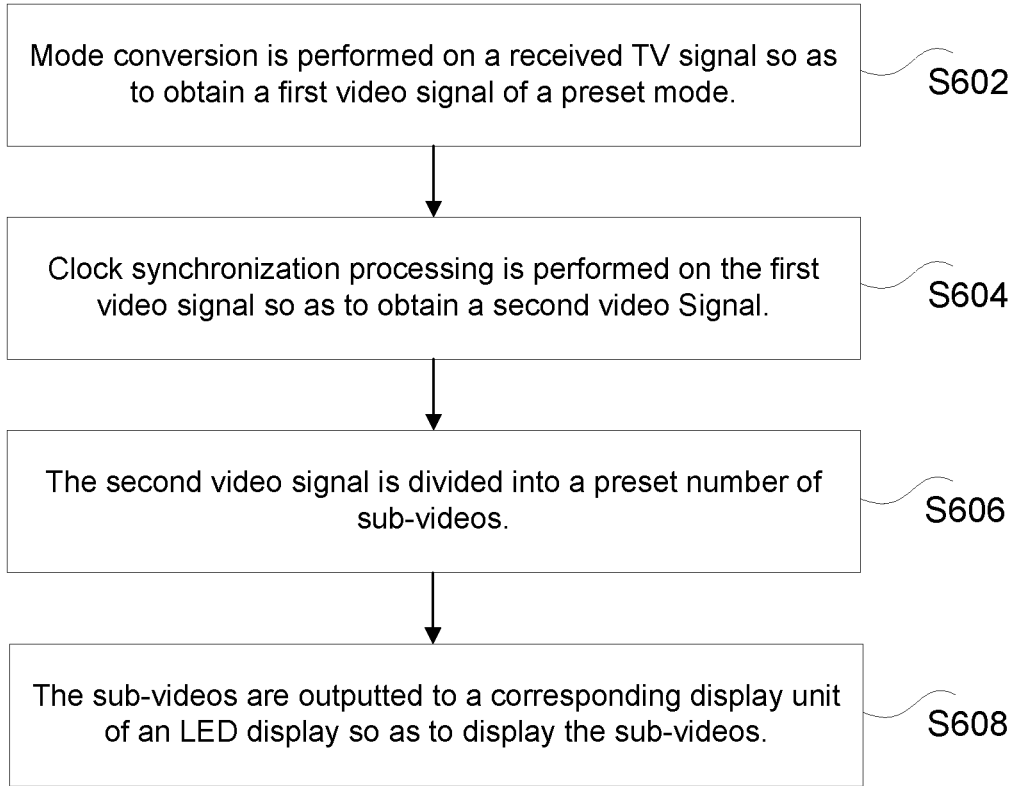 Mode conversion is performed on a received TV signal so as
to obtain a first video signal of a preset mode.
S602
Clock synchronization processing is performed on the first
video signal so as to obtain a second video Signal.
S604
The second video signal is divided into a preset number of
sub-videos.
S606
The sub-videos are outputted to a corresponding display unit
of an LED display so as to display the sub-videos.
S608